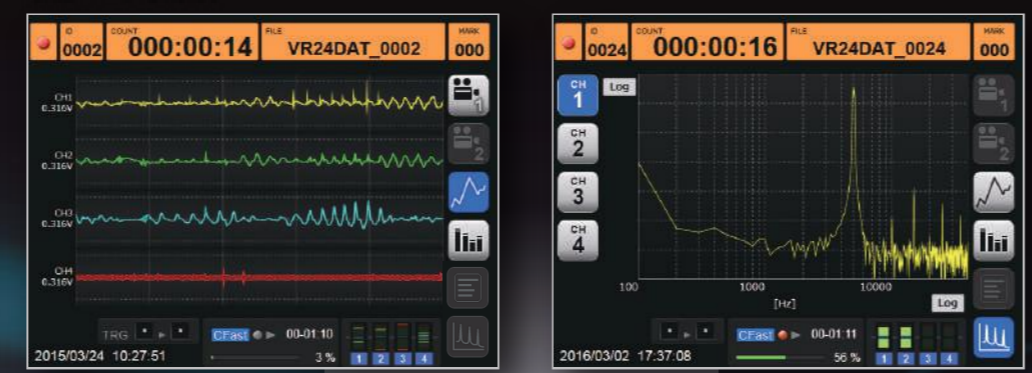 ID 0002 COUNT 000:00:14 FILE VR24DAT_0002 MARK 000
CH1
0.316V
1
CH2
0.316V
2
CH3
0.316V
CH4
0.316V
TRG CFast 00-01:10
2015/03/24 10:27:51 3 % 1 2 3 4
ID 0024 COUNT 000:00:16 FILE VR24DAT_0024 MARK 000
CH 1 Log
1
CH 2
2
CH 3
CH 4
100 1000 10000
[Hz] Log
CFast 00-01:11
2016/03/02 17:37:08 56 % 1 2 3 4